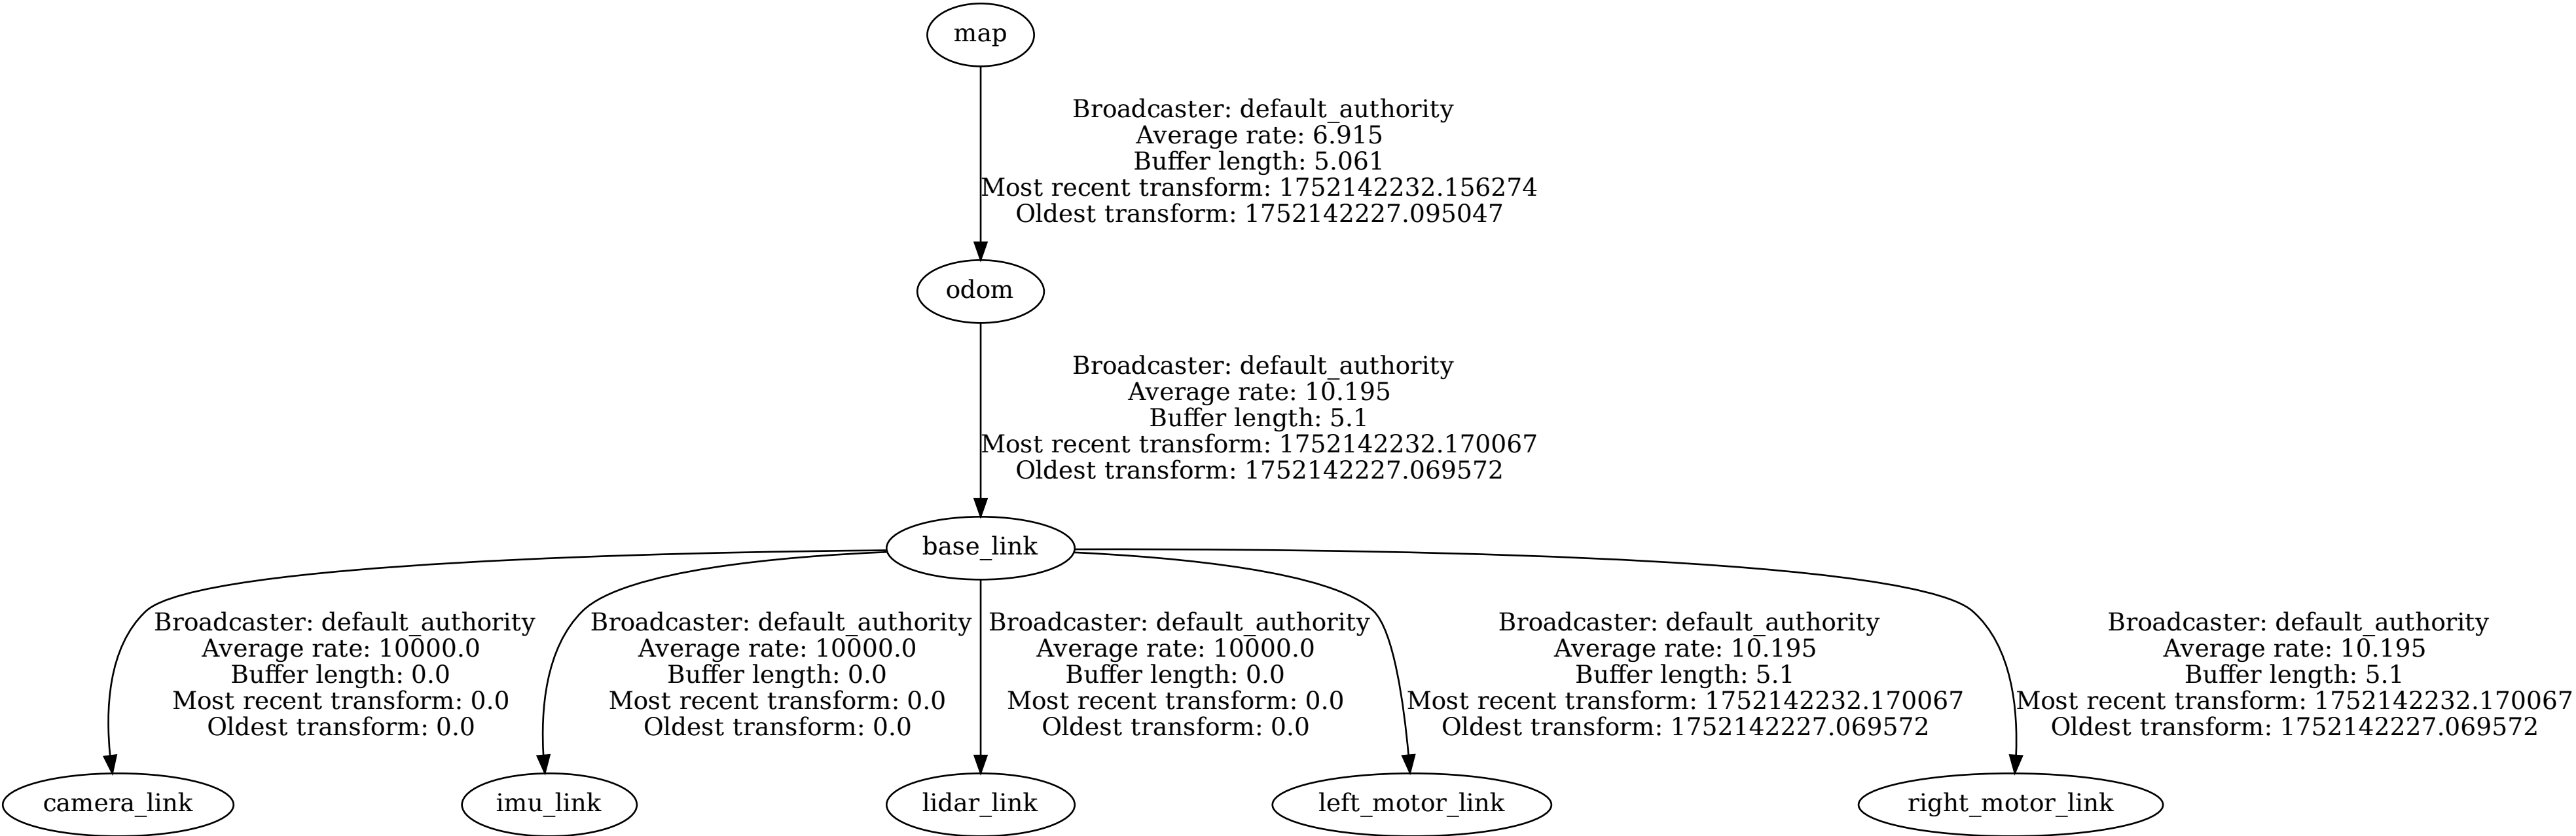 map
Broadcaster: default_authority
Average rate: 6.915
Buffer length: 5.061
Most recent transform: 1752142232.156274
Oldest transform: 1752142227.095047
odom
Broadcaster: default_authority
Average rate: 10.195
Buffer length: 5.1
Most recent transform: 1752142232.170067
Oldest transform: 1752142227.069572
base_link
Broadcaster: default_authority
Average rate: 10000.0
Buffer length: 0.0
Most recent transform: 0.0
Oldest transform: 0.0
Broadcaster: default_authority
Average rate: 10000.0
Buffer length: 0.0
Most recent transform: 0.0
Oldest transform: 0.0
Broadcaster: default_authority
Average rate: 10000.0
Buffer length: 0.0
Most recent transform: 0.0
Oldest transform: 0.0
Broadcaster: default_authority
Average rate: 10.195
Buffer length: 5.1
Most recent transform: 1752142232.170067
Oldest transform: 1752142227.069572
Broadcaster: default_authority
Average rate: 10.195
Buffer length: 5.1
Most recent transform: 1752142232.170067
Oldest transform: 1752142227.069572
camera_link
imu_link
lidar_link
left_motor_link
right_motor_link